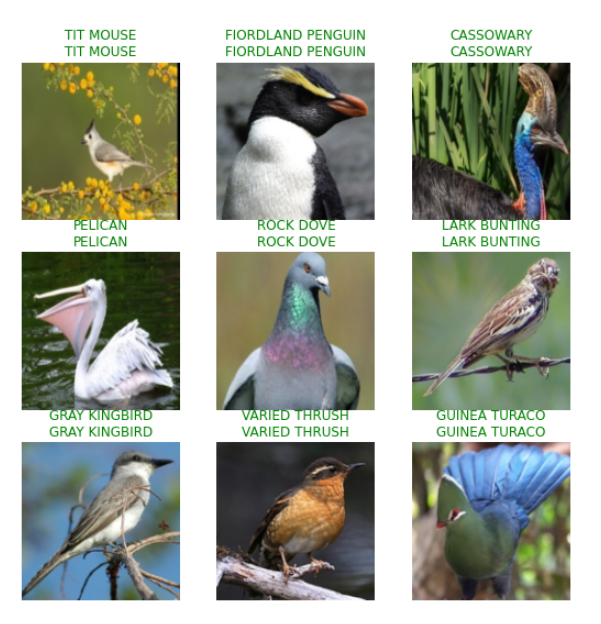 TIT MOUSE
TIT MOUSE
FIORDLAND PENGUIN
FIORDLAND PENGUIN
CASSOWARY
CASSOWARY
PELICAN
PELICAN
ROCK DOVE
ROCK DOVE
LARK BUNTING
LARK BUNTING
GRAY KINGBIRD
GRAY KINGBIRD
VARIED THRUSH
VARIED THRUSH
GUINEA TURACO
GUINEA TURACO